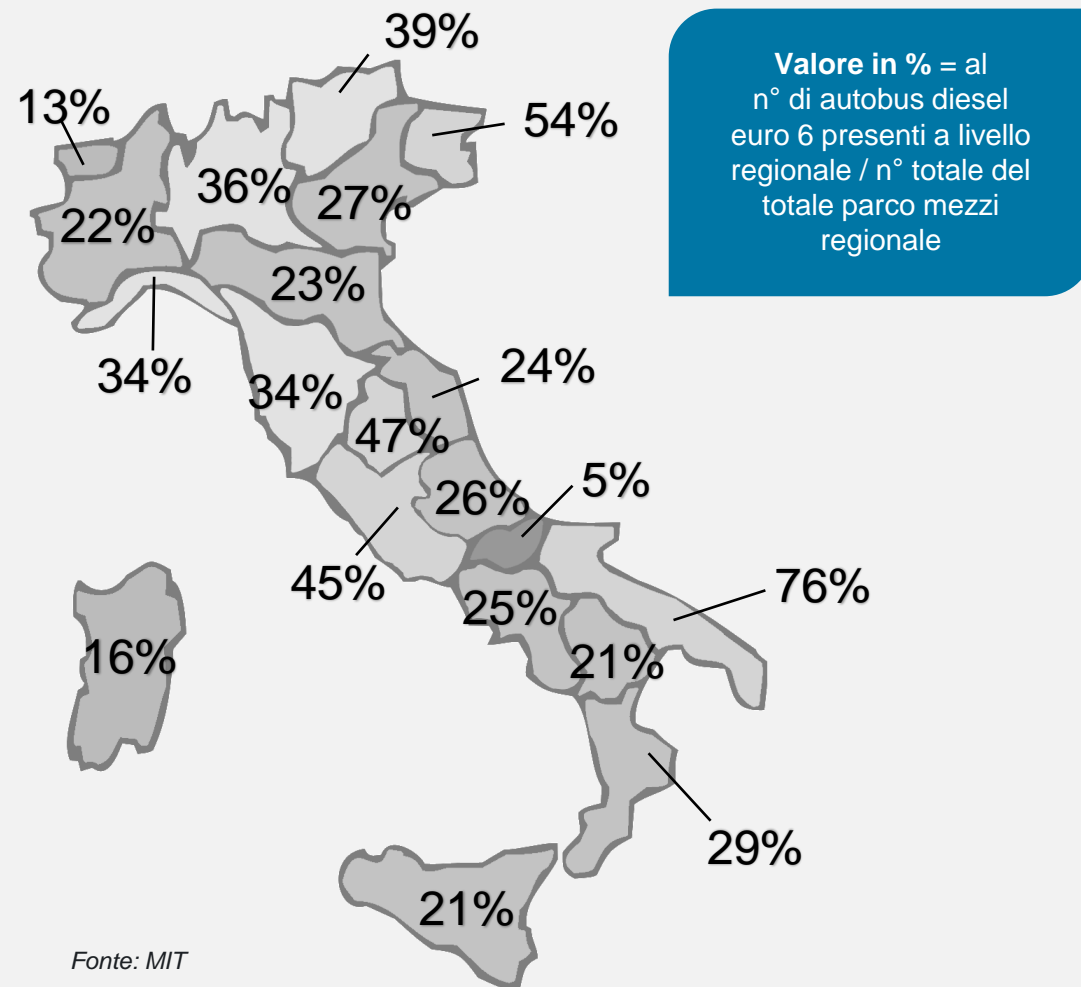 39%
13%
54%
36%
27%
22%
23%
34%
34%
24%
47%
26%
5%
45%
25%
76%
16%
21%
29%
21%
Valore in % = al
n° di autobus diesel
euro 6 presenti a livello
regionale / n° totale del
totale parco mezzi
regionale
Fonte: MIT